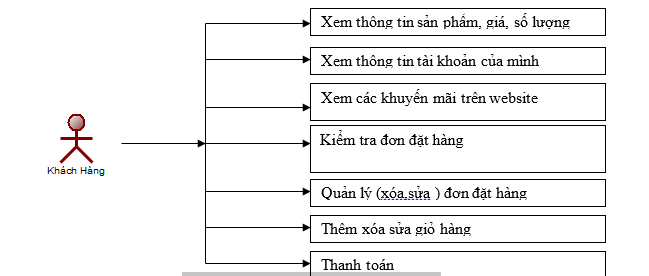 Xem thông tin sản phẩm, giá, số lượng
Xem thông tin tài khoản của mình
Xem các khuyến mãi trên website
Kiểm tra đơn đặt hàng
Khách Hàng
Quản lý (xóa,sửa ) đơn đặt hàng
Thêm xóa sửa giỏ hàng
Thanh toán